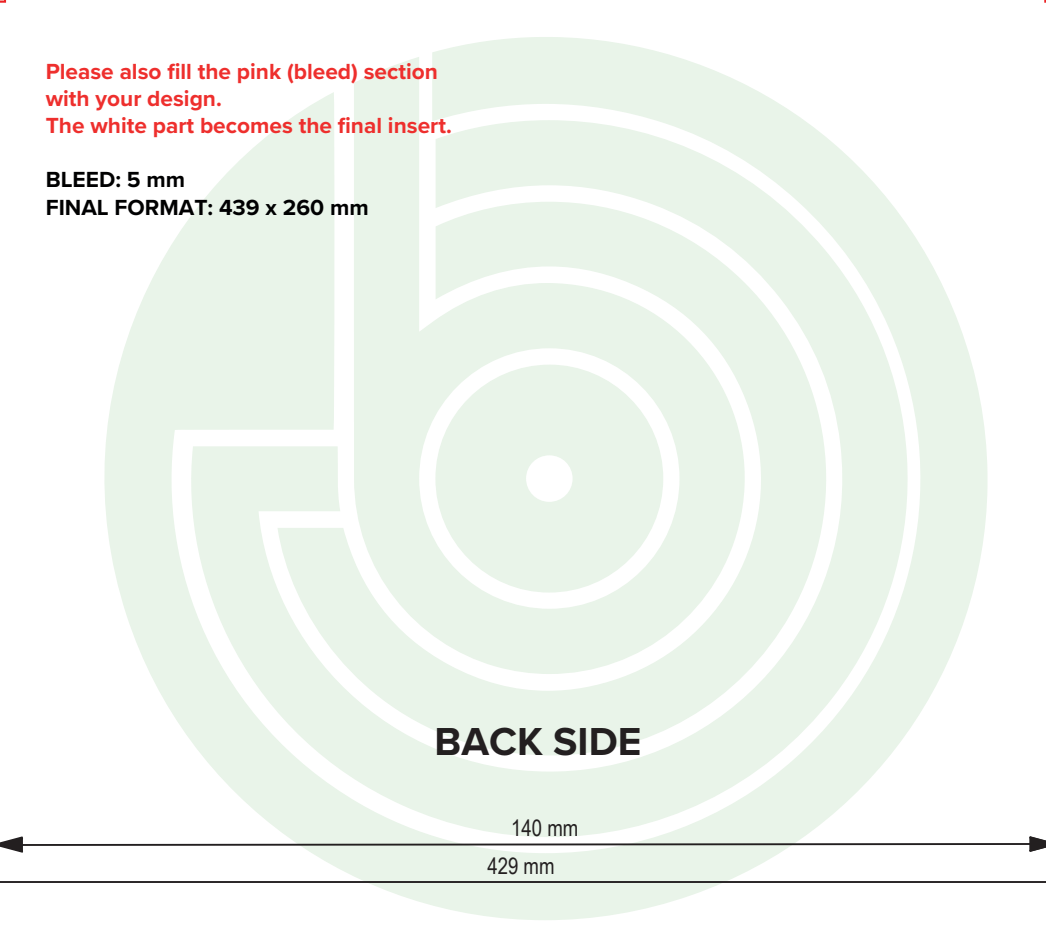 Please also fill the pink (bleed) section
with your design.
The white part becomes the final insert.
BLEED: 5 mm
FINAL FORMAT: 439 x 260 mm
BACK SIDE
140 mm
429 mm